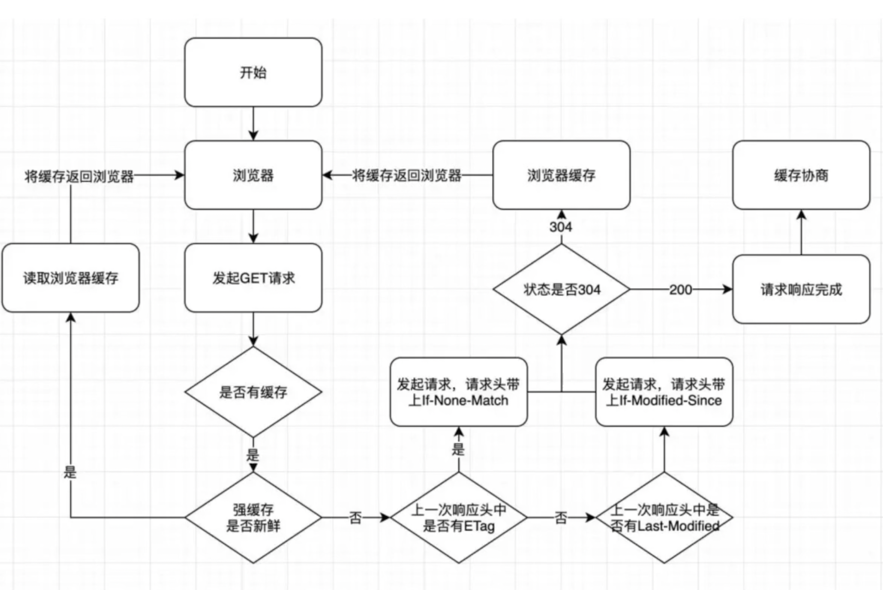 开始
将缓存返回浏览器
浏览器
将缓存返回浏览器
浏览器缓存
缓存协商
304
读取浏览器缓存
发起GET请求
状态是否304
200
请求响应完成
是否有缓存
发起请求，请求头带
上If-None-Match
发起请求，请求头带
上If-Modified-Since
是
是
是
强缓存
是否新鲜
否
上一次响应头中
是否有ETag
否
上一次响应头中是
否有Last-Modified